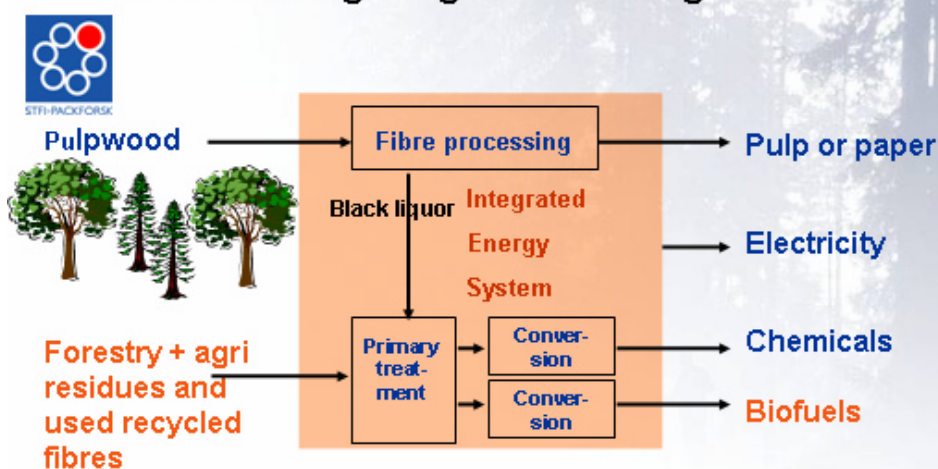 STFI-PACKFORSK
Pulpwood
Fibre processing
Pulp or paper
Black liquor
Integrated
Energy
System
Electricity
Forestry + agri
residues and
used recycled
fibres
Primary
treat-
ment
Conver-
sion
Conver-
sion
Chemicals
Biofuels